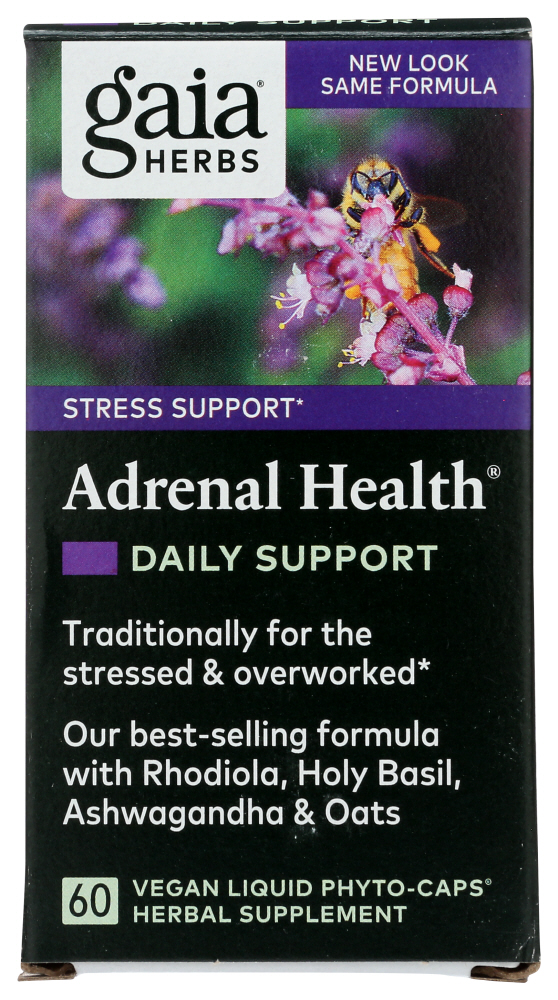 DAILY SUPPORT
gaia®
HERBS
NEW LOOK
SAME FORMULA
STRESS SUPPORT*
Adrenal Health®
DAILY SUPPORT
Traditionally for the
stressed & overworked*
Our best-selling formula
with Rhodiola, Holy Basil,
Ashwagandha & Oats
60 VEGAN LIQUID PHYTO-CAPS®
HERBAL SUPPLEMENT